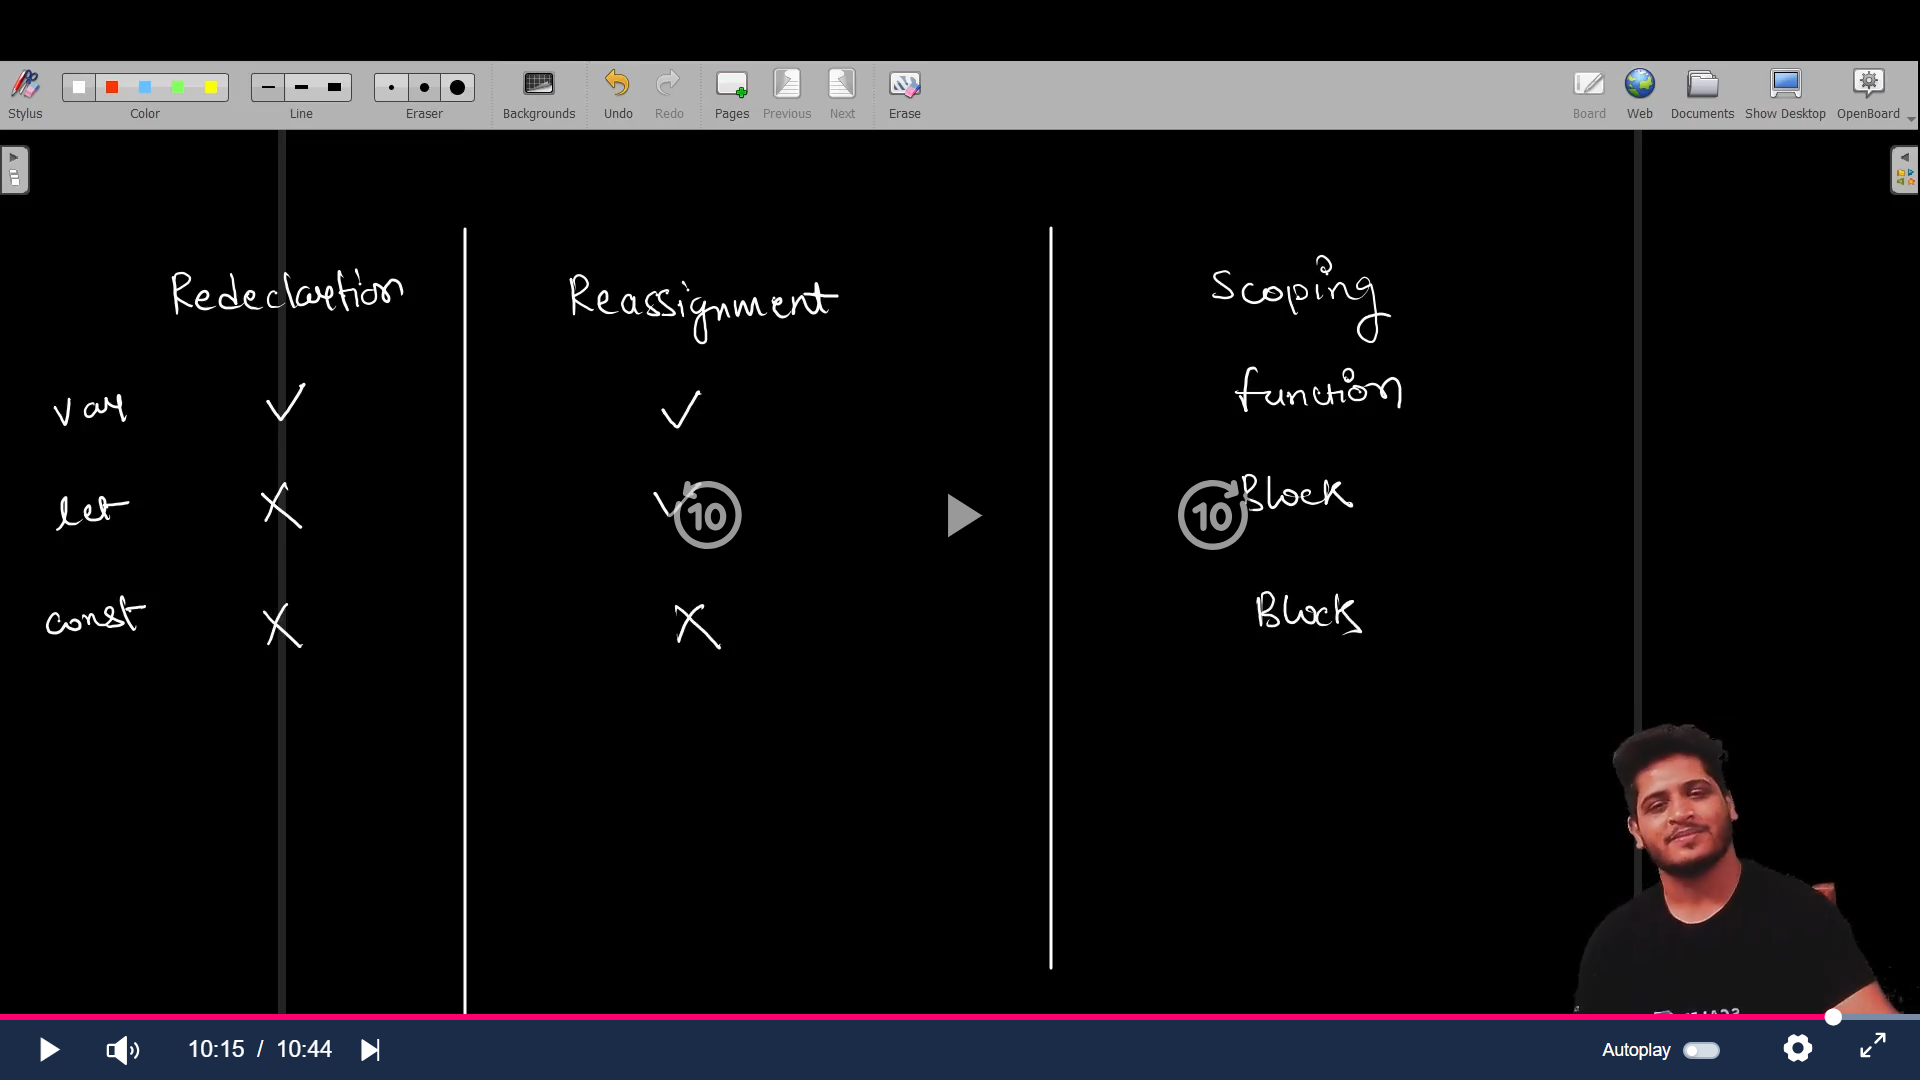 Stylus Color Line Eraser Backgrounds Undo Redo Pages Previous Next Erase Board Web Documents Show Desktop OpenBoard
Redeclartion Reassignment Scoping
var function
let Block
const Block
10 10
10:15 / 10:44 Autoplay